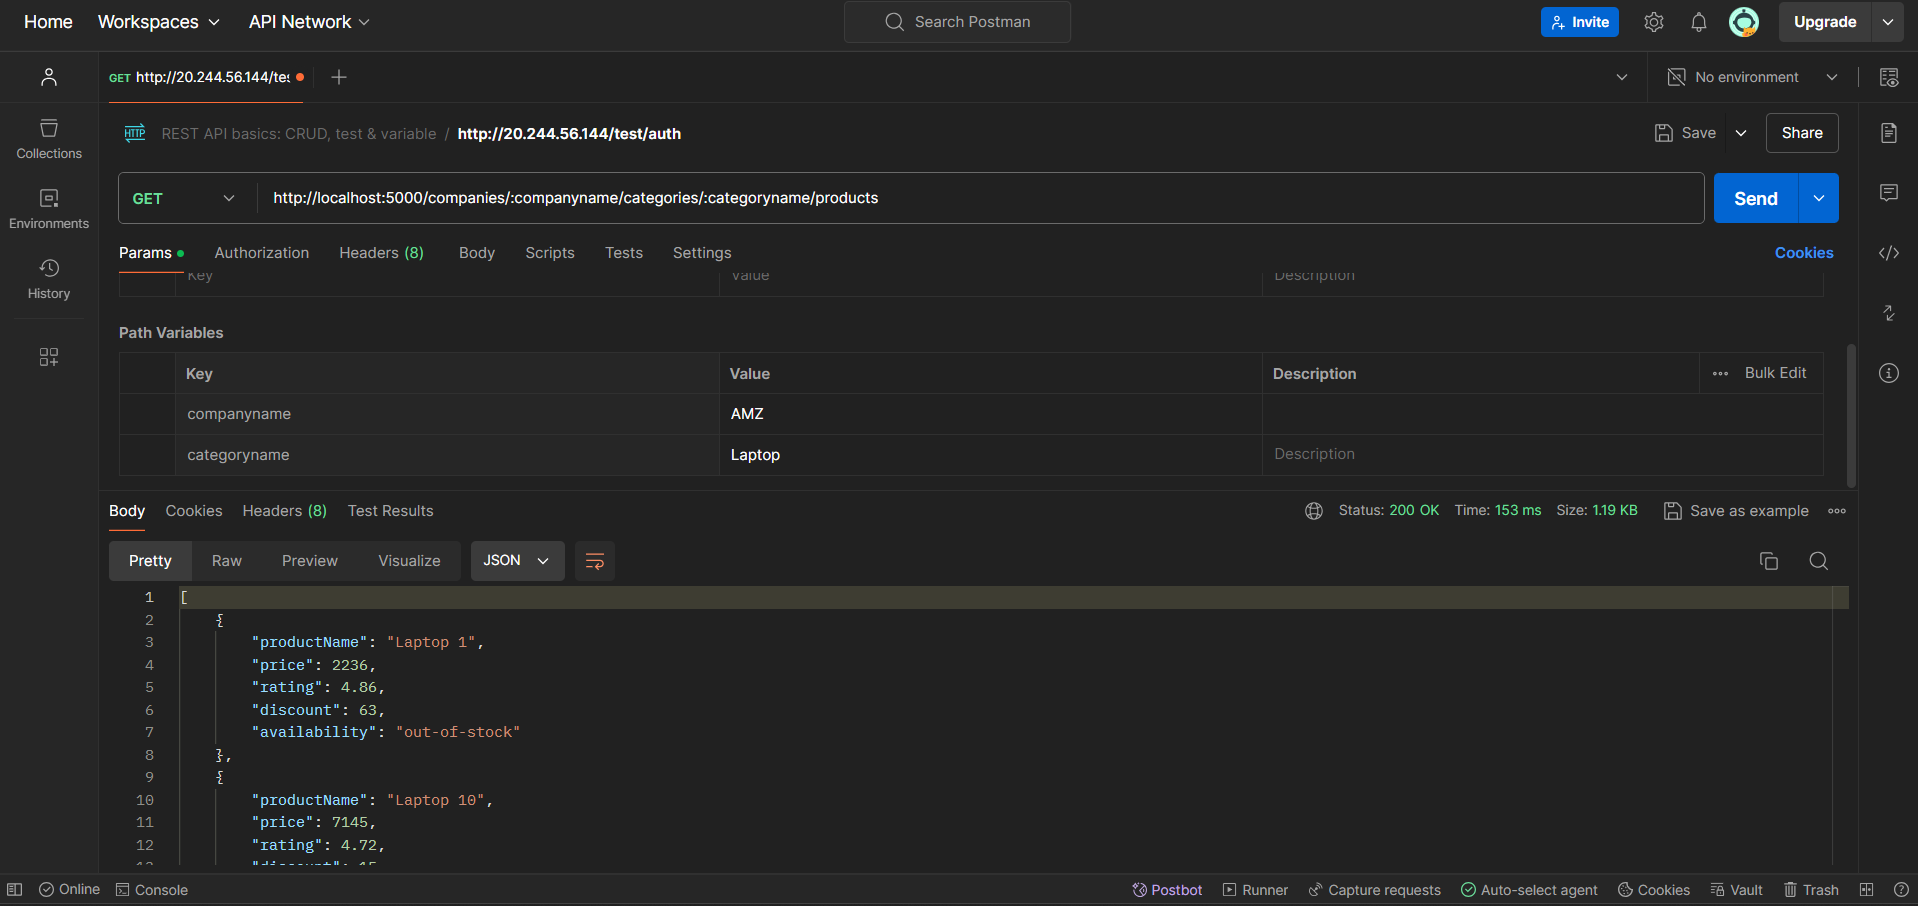 Home Workspaces API Network Search Postman Invite Upgrade
GET http://20.244.56.144/tes No environment
REST API basics: CRUD, test & variable / http://20.244.56.144/test/auth Save Share
GET http://localhost:5000/companies/:companyname/categories/:categoryname/products Send
Collections
Environments
History
Params Authorization Headers (8) Body Scripts Tests Settings Cookies
Key Value Description
Path Variables
Key Value Description Bulk Edit
companyname AMZ
categoryname Laptop Description
Body Cookies Headers (8) Test Results Status: 200 OK Time: 153 ms Size: 1.19 KB Save as example
Pretty Raw Preview Visualize JSON
1 [
2 {
3 "productName": "Laptop 1",
4 "price": 2236,
5 "rating": 4.86,
6 "discount": 63,
7 "availability": "out-of-stock"
8 },
9 {
10 "productName": "Laptop 10",
11 "price": 7145,
12 "rating": 4.72,
13 "discount": 15
Online Console Postbot Runner Capture requests Auto-select agent Cookies Vault Trash